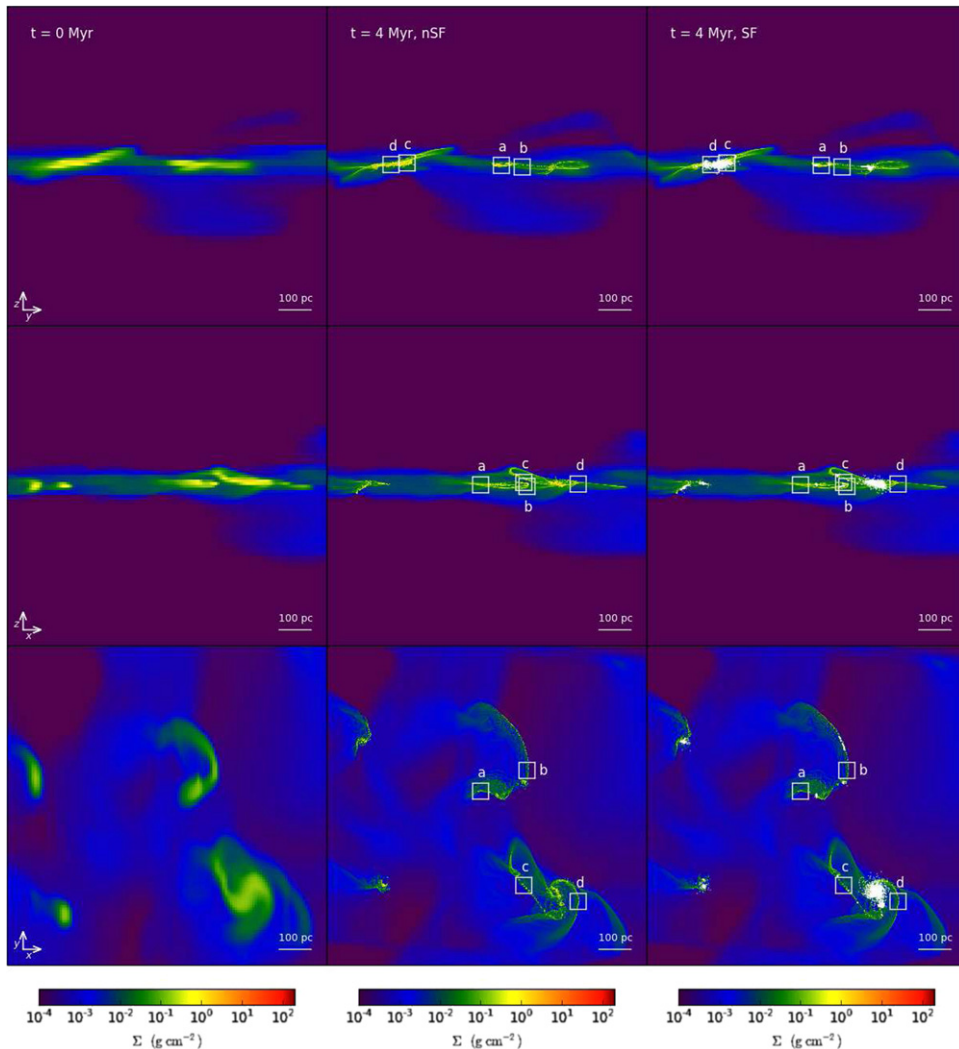 t = 0 Myr
t = 4 Myr, nSF
t = 4 Myr, SF
d
c
a
b
d
c
a
b
z
y
100 pc
100 pc
100 pc
a
c
d
b
a
c
d
b
z
x
100 pc
100 pc
100 pc
a
b
c
d
a
b
c
d
y
x
100 pc
100 pc
100 pc
10⁻⁴ 10⁻³ 10⁻² 10⁻¹ 10⁰ 10¹ 10²
10⁻⁴ 10⁻³ 10⁻² 10⁻¹ 10⁰ 10¹ 10²
10⁻⁴ 10⁻³ 10⁻² 10⁻¹ 10⁰ 10¹ 10²
Σ (g cm⁻²)
Σ (g cm⁻²)
Σ (g cm⁻²)